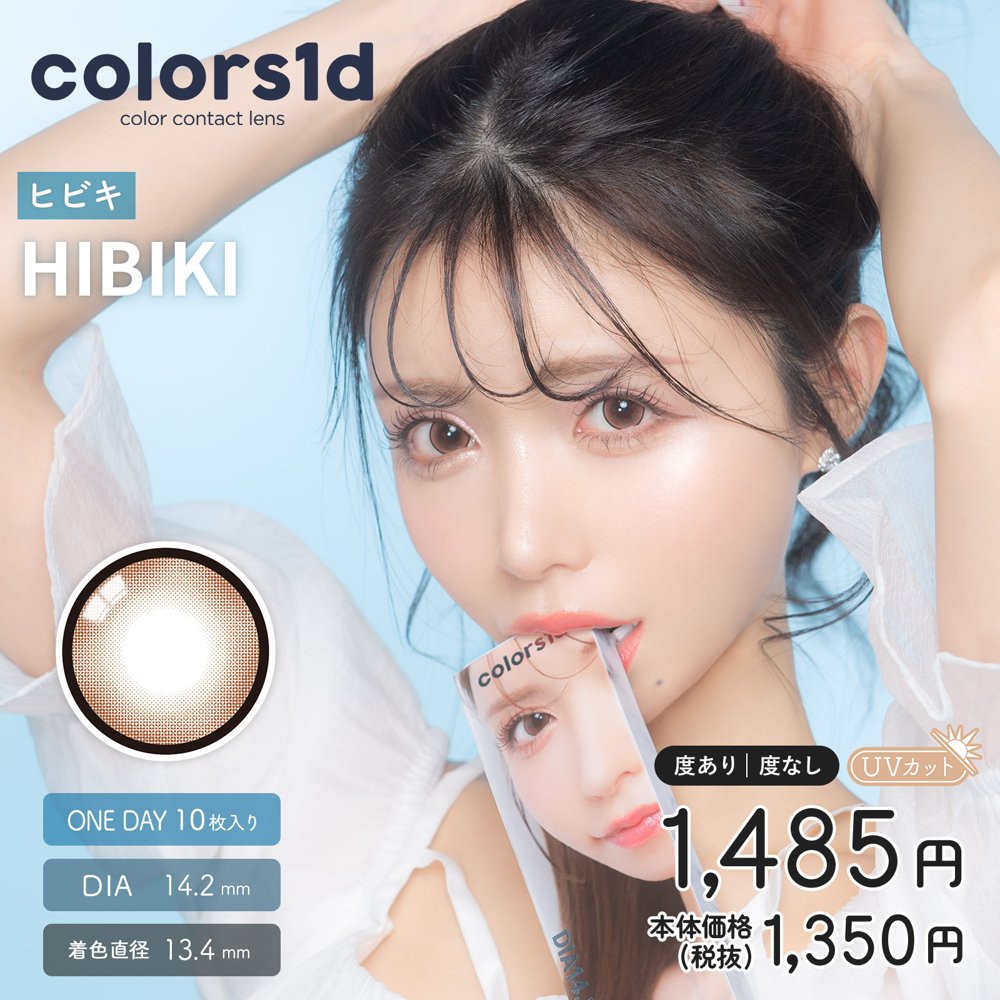 colors1d
color contact lens
ヒビキ
HIBIKI
colors1d
ONE DAY 10枚入り
DIA 14.2 mm
着色直径 13.4 mm
度あり|度なし
UVカット
1,485円
本体価格
(税抜)
1,350円